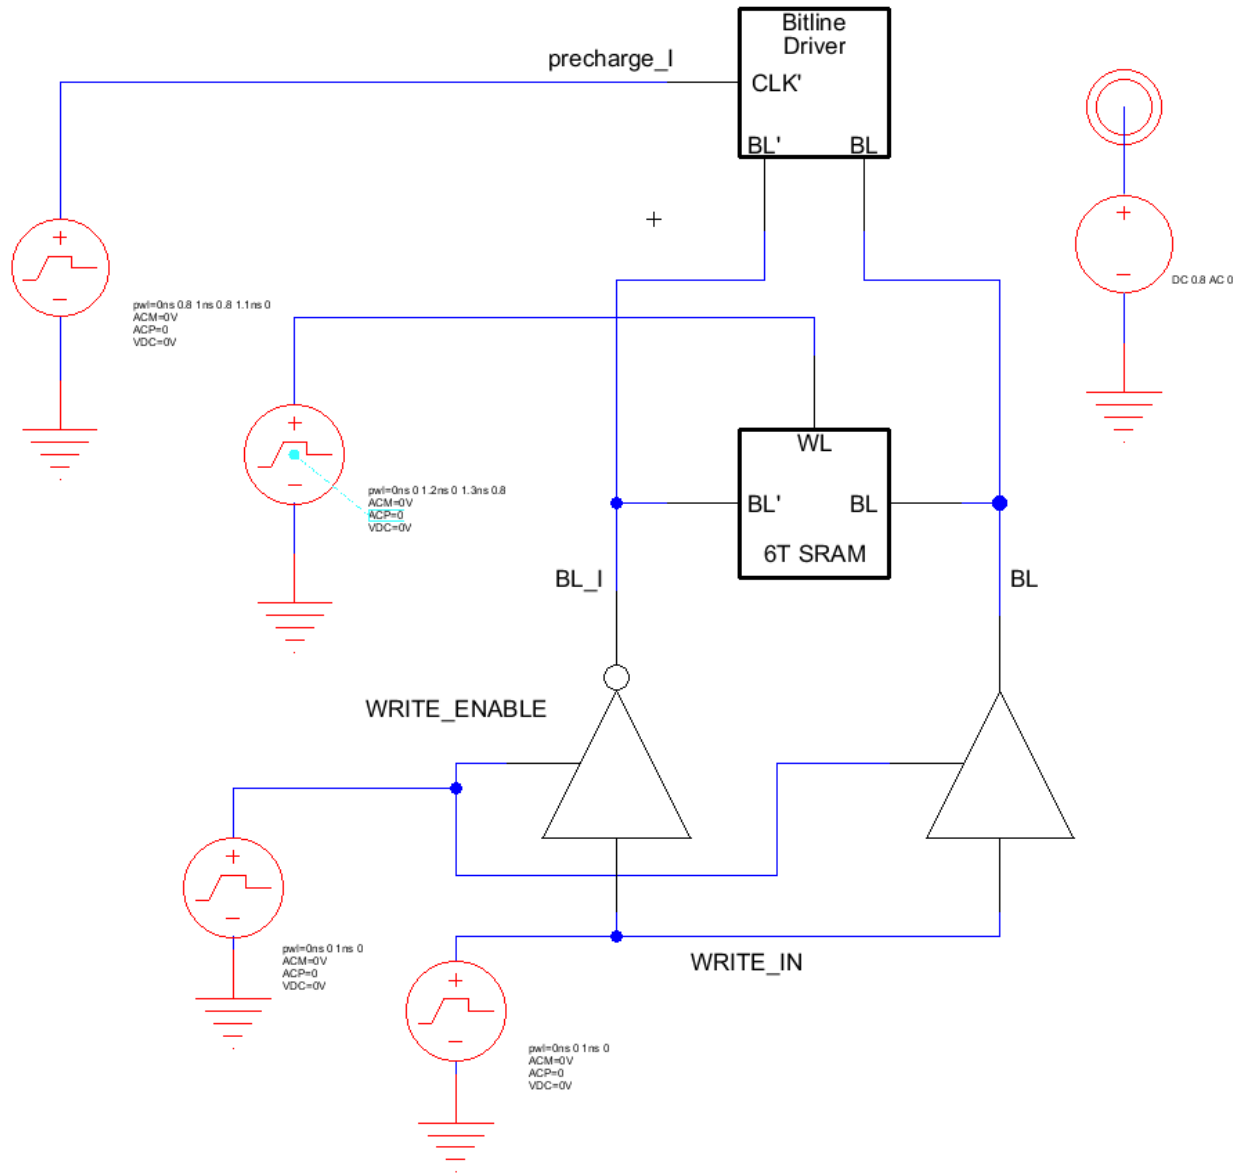 Bitline
Driver
precharge_I
CLK'
BL' BL
DC 0.8 AC 0
pwl=0ns 0.8 1ns 0.8 1.1ns 0
ACM=0V
ACP=0
VDC=0V
WL
pwl=0ns 0 1.2ns 0 1.3ns 0.8
ACM=0V
ACP=0
VDC=0V
BL' BL
6T SRAM
BL_I
BL
WRITE_ENABLE
pwl=0ns 0 1ns 0
ACM=0V
ACP=0
VDC=0V
WRITE_IN
pwl=0ns 0 1ns 0
ACM=0V
ACP=0
VDC=0V